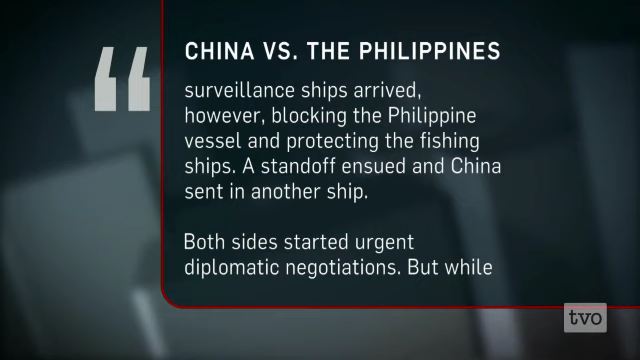 “
CHINA VS. THE PHILIPPINES
surveillance ships arrived,
however, blocking the Philippine
vessel and protecting the fishing
ships. A standoff ensued and China
sent in another ship.
Both sides started urgent
diplomatic negotiations. But while
tvo